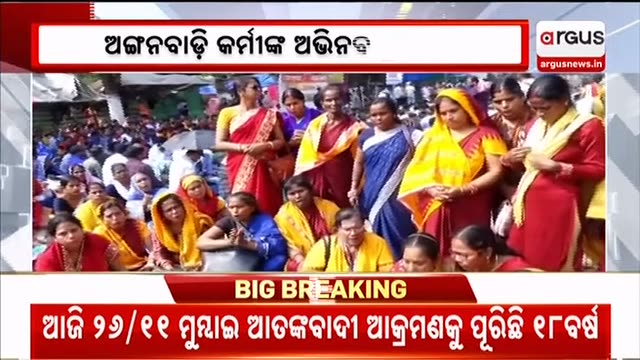 ଅଙ୍ଗନବାଡ଼ି କର୍ମୀଙ୍କ ଅଭିନବ
argus
argusnews.in
BIG BREAKING
ଆଜି ୨୬/୧୧ ମୁମ୍ବାଇ ଆତଙ୍କବାଦୀ ଆକ୍ରମଣକୁ ପୂରିଛି ୧୮ବର୍ଷ